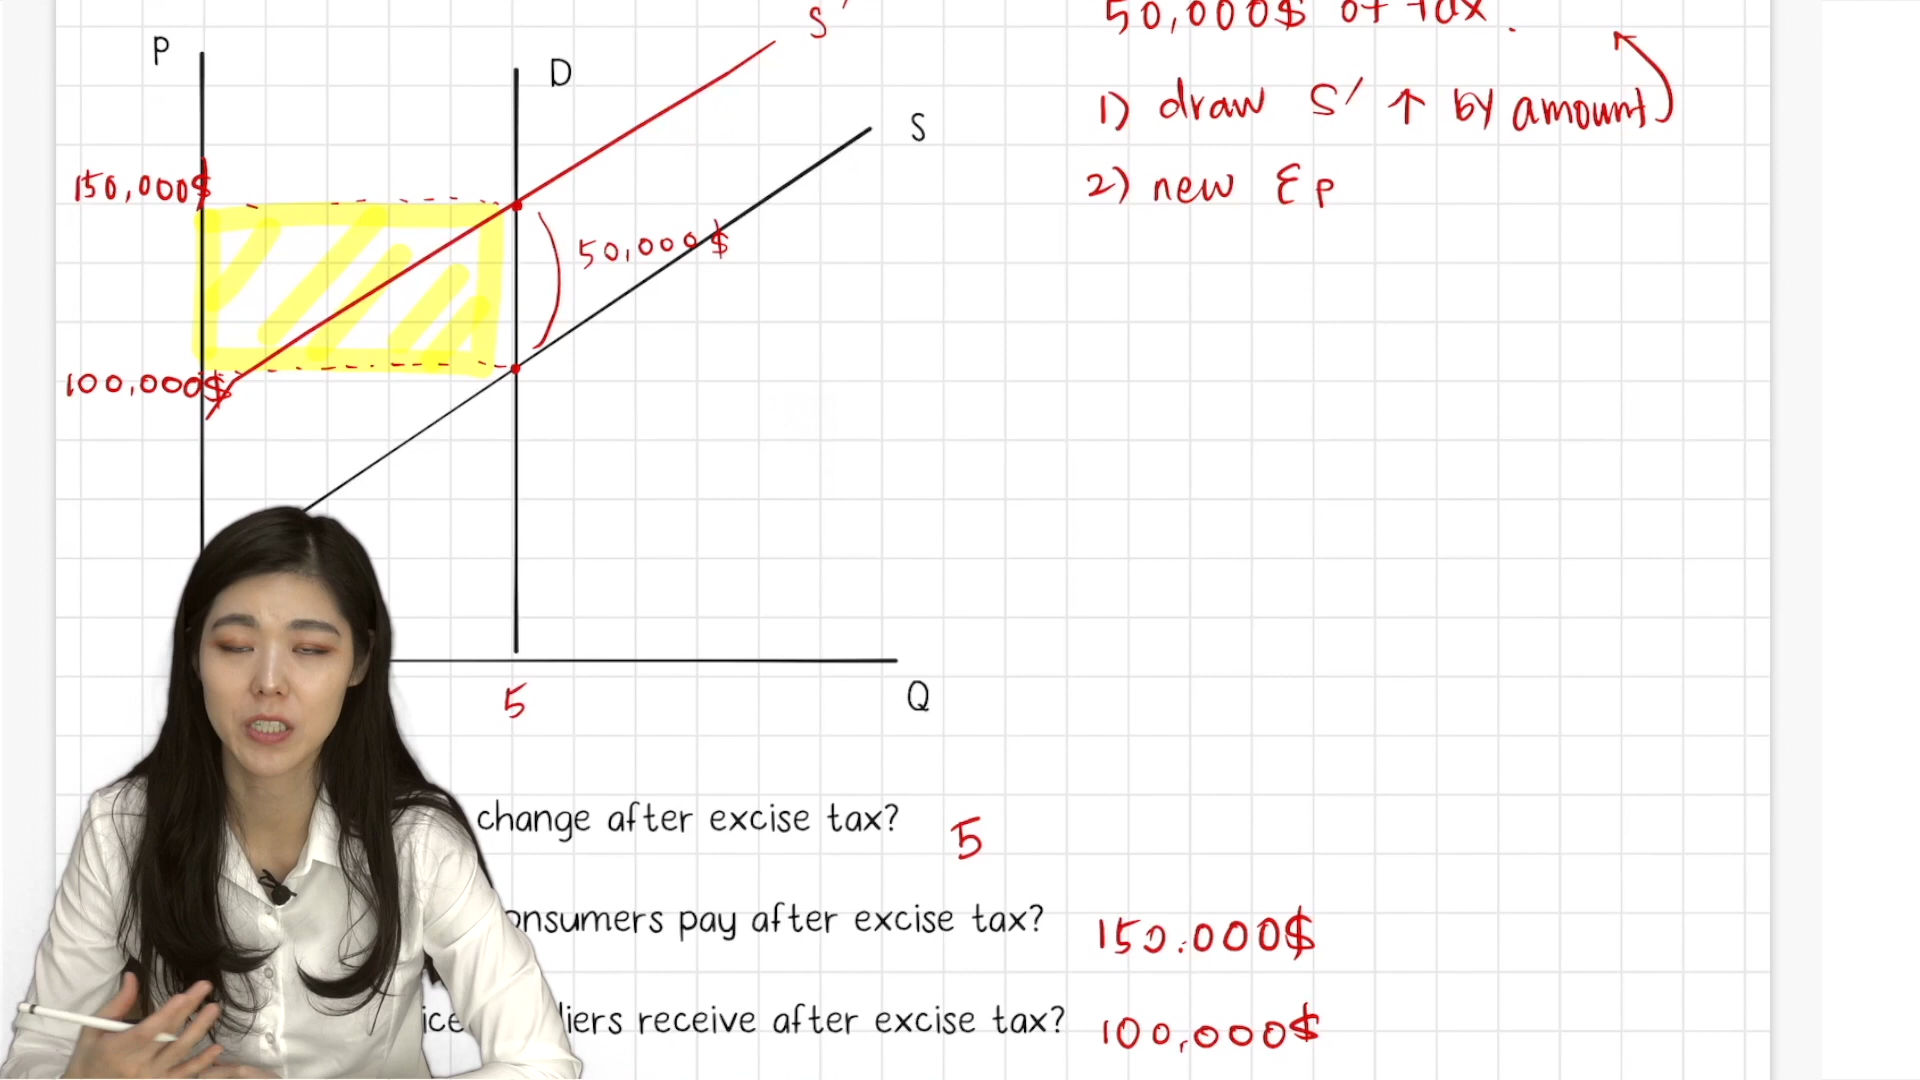 50,000$ of tax.
S'
P
D
1) draw S' ↑ by amount
S
150,000$
2) new Ep
50,000$
100,000$
5
Q
change after excise tax? 5
onsumers pay after excise tax? 150.000$
ice liers receive after excise tax? 100,000$